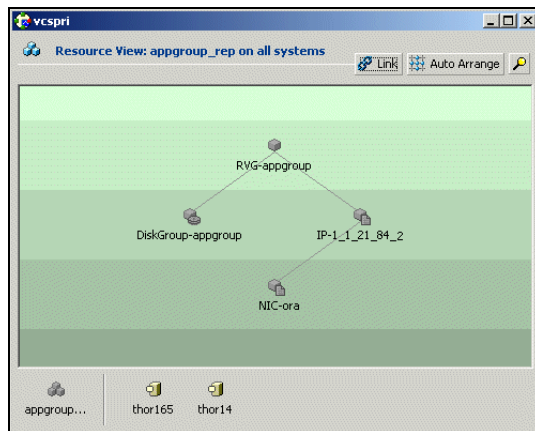 vcspri
Resource View: appgroup_rep on all systems
Link
Auto Arrange
RVG-appgroup
DiskGroup-appgroup
IP-1_1_21_84_2
NIC-ora
appgroup...
thor165
thor14